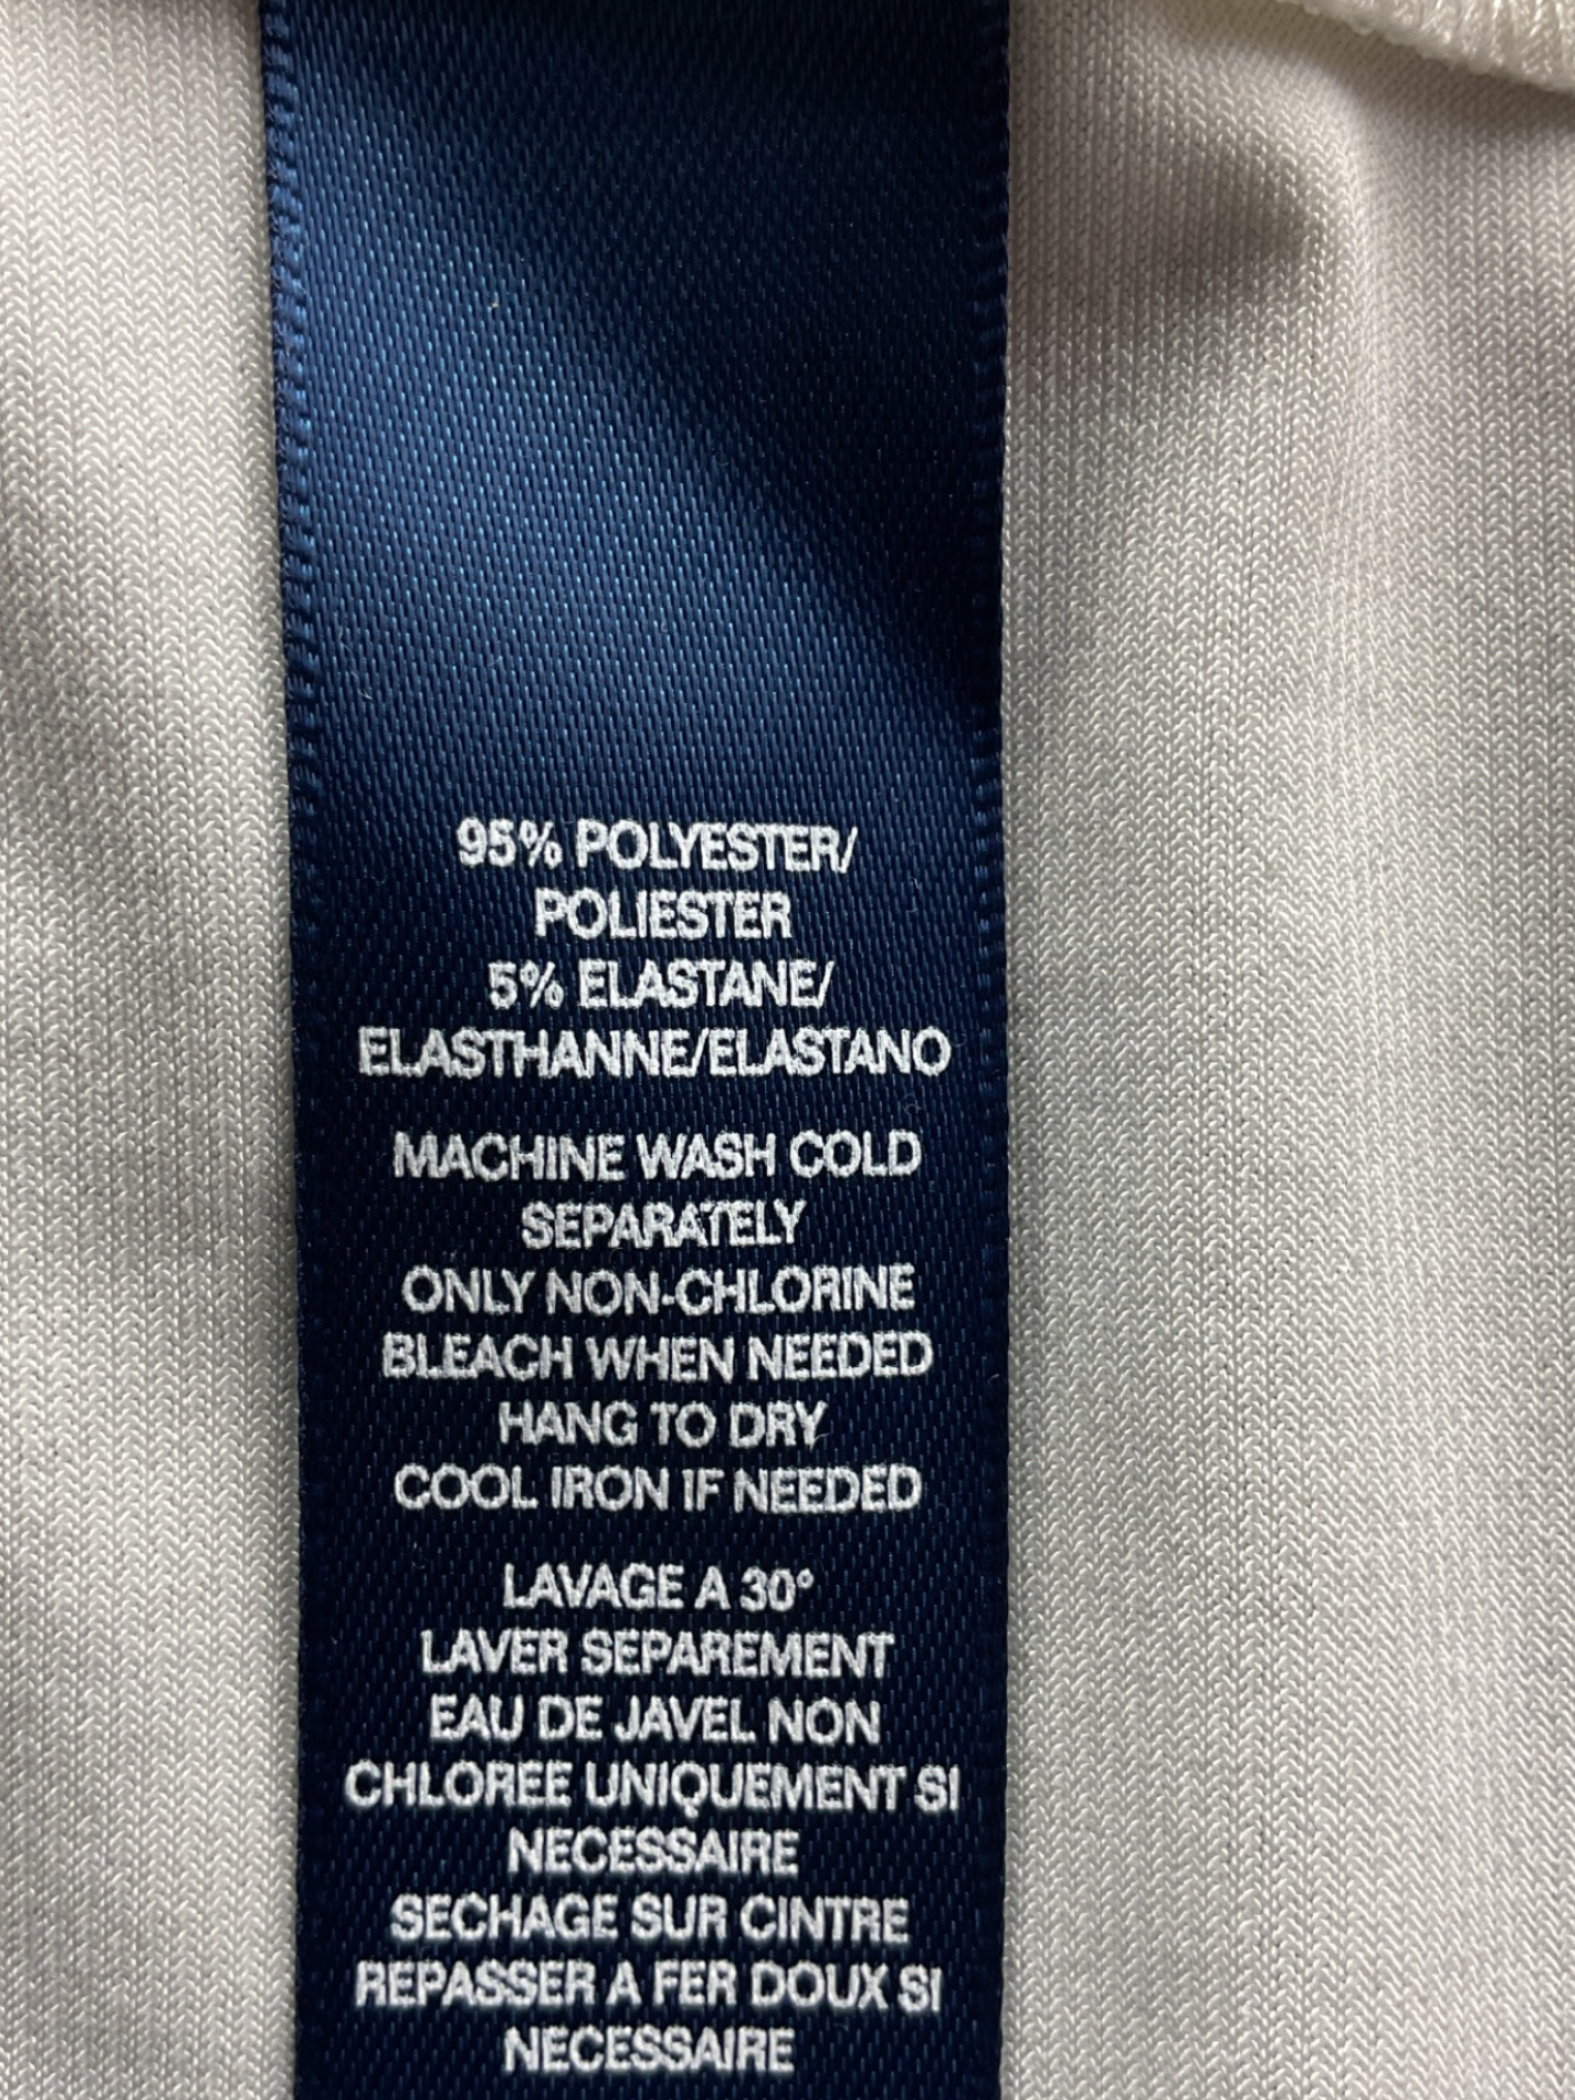 95% POLYESTER/
POLIESTER
5% ELASTANE/
ELASTHANNE/ELASTANO
MACHINE WASH COLD
SEPARATELY
ONLY NON-CHLORINE
BLEACH WHEN NEEDED
HANG TO DRY
COOL IRON IF NEEDED
LAVAGE A 30°
LAVER SEPAREMENT
EAU DE JAVEL NON
CHLOREE UNIQUEMENT SI
NECESSAIRE
SECHAGE SUR CINTRE
REPASSER A FER DOUX SI
NECESSAIRE